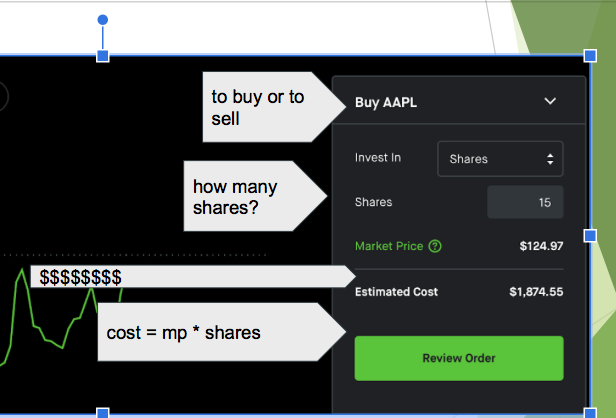 to buy or to
sell
Buy AAPL
Invest In Shares
how many
shares?
Shares 15
Market Price ? $124.97
$$$$$$$$
Estimated Cost $1,874.55
cost = mp * shares
Review Order